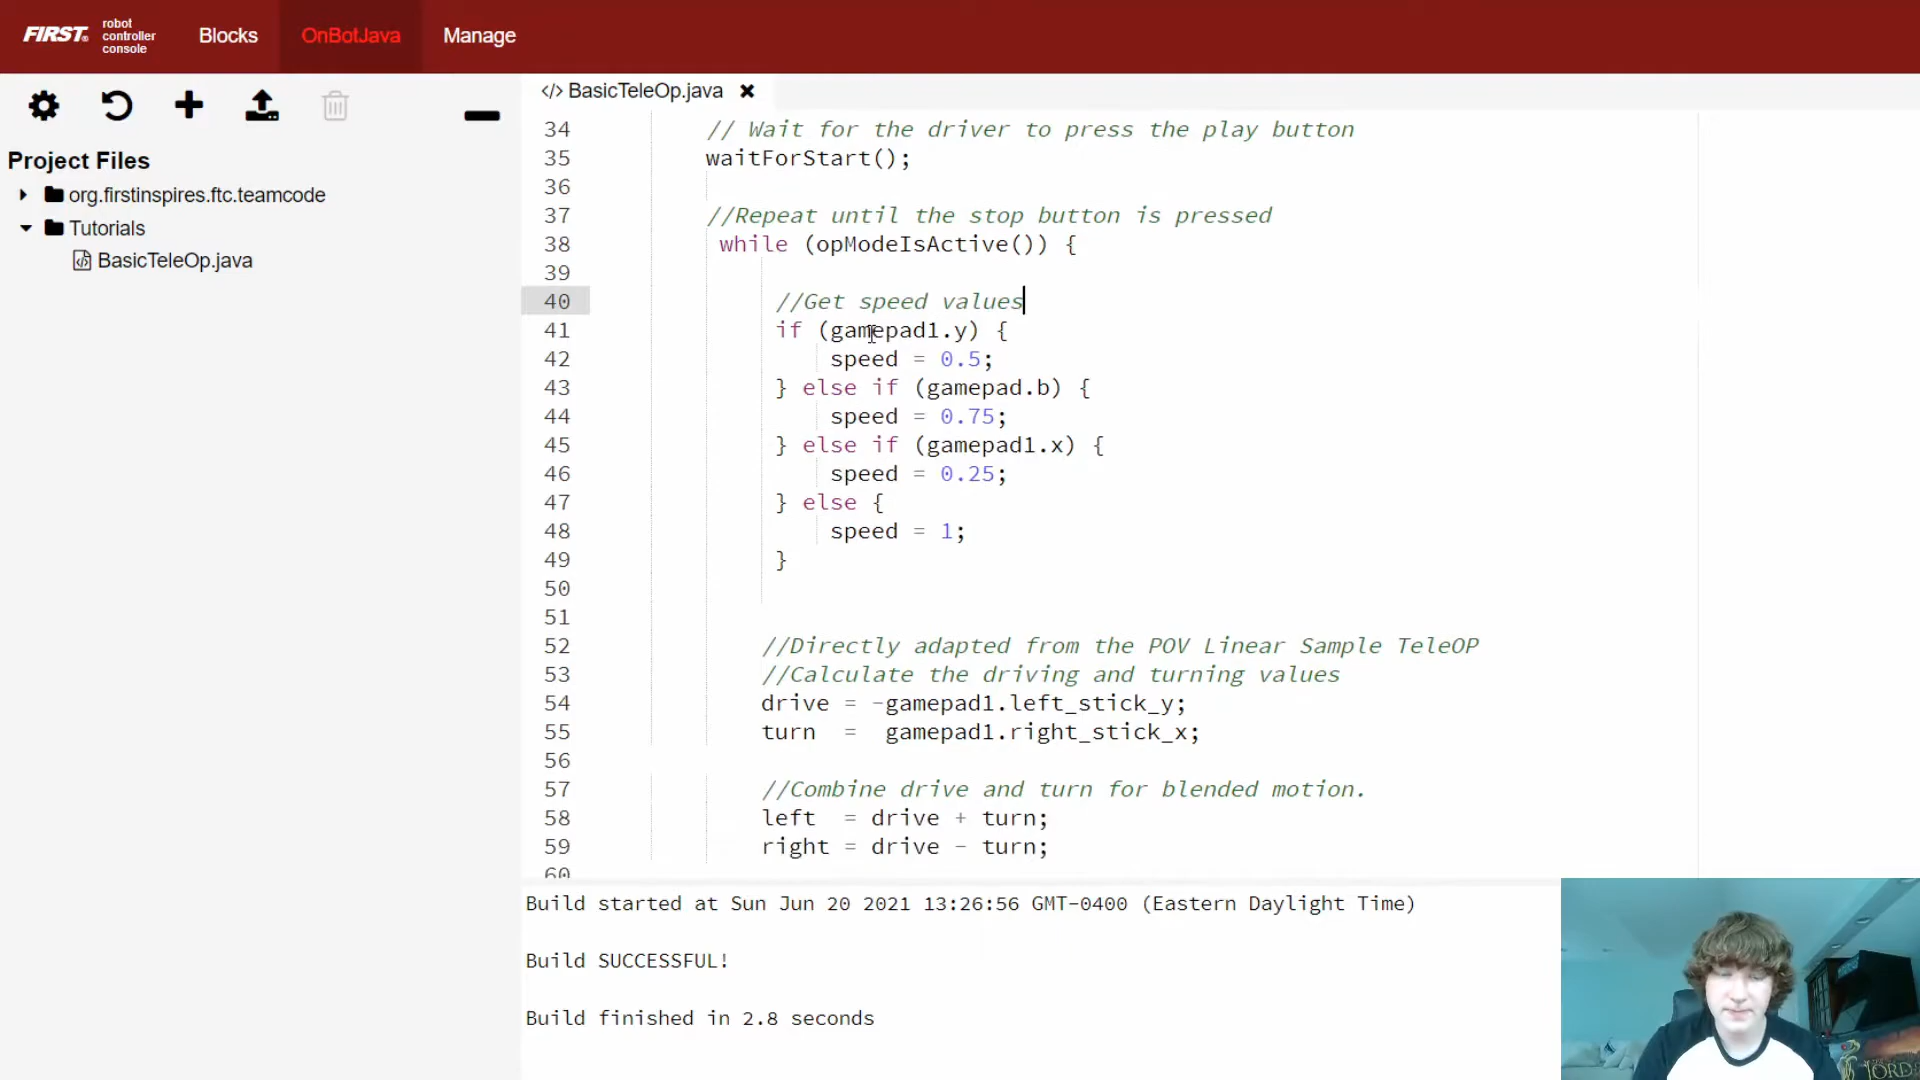 FIRST® robot controller console Blocks OnBotJava Manage
Project Files
org.firstinspires.ftc.teamcode
Tutorials
BasicTeleOp.java
</> BasicTeleOp.java ✖
34 // Wait for the driver to press the play button
35 waitForStart();
36
37 //Repeat until the stop button is pressed
38 while (opModeIsActive()) {
39
40 //Get speed values
41 if (gamepad1.y) {
42 speed = 0.5;
43 } else if (gamepad.b) {
44 speed = 0.75;
45 } else if (gamepad1.x) {
46 speed = 0.25;
47 } else {
48 speed = 1;
49 }
50
51
52 //Directly adapted from the POV Linear Sample TeleOP
53 //Calculate the driving and turning values
54 drive = -gamepad1.left_stick_y;
55 turn = gamepad1.right_stick_x;
56
57 //Combine drive and turn for blended motion.
58 left = drive + turn;
59 right = drive - turn;
60
Build started at Sun Jun 20 2021 13:26:56 GMT-0400 (Eastern Daylight Time)
Build SUCCESSFUL!
Build finished in 2.8 seconds